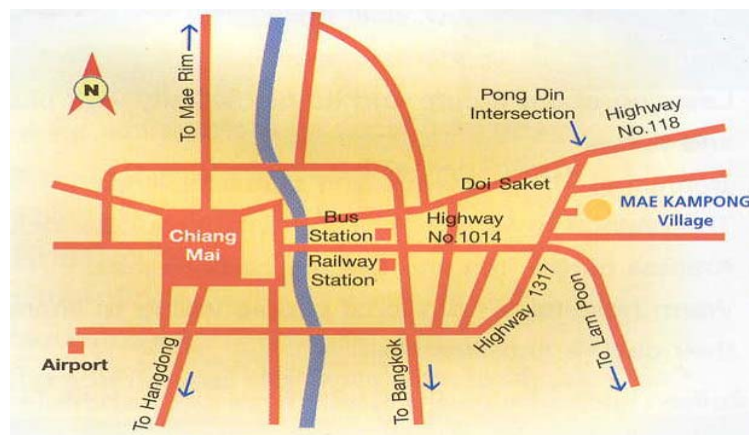 To Mae Rim
N
Pong Din
Intersection
Highway
No.118
Doi Saket
MAE KAMPONG
Village
Bus
Station
Highway
No.1014
Chiang
Mai
Railway
Station
Highway 1317
To Lam Poon
Airport
To Hangdong
To Bangkok